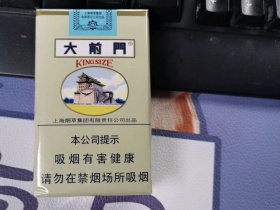 大前門
KING SIZE
上海烟草集团有限责任公司出品
本公司提示
吸烟有害健康
请勿在禁烟场所吸烟